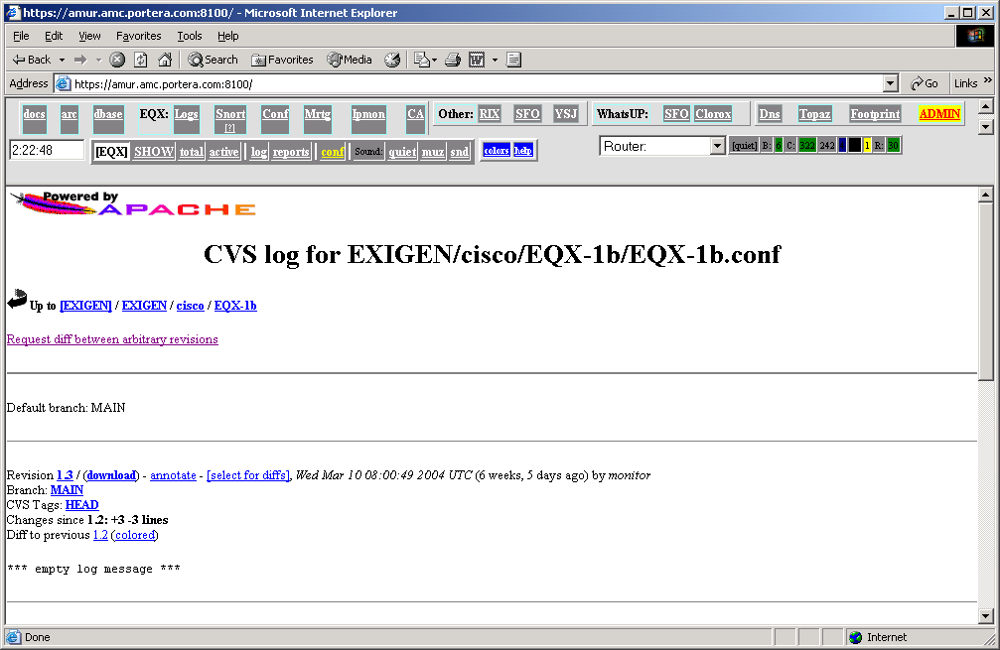 https://amur.amc.portera.com:8100/ - Microsoft Internet Explorer
File Edit View Favorites Tools Help
Back Search Favorites Media
Address https://amur.amc.portera.com:8100/ Go Links »
docs arc dbase EQX: Logs Snort Conf Mrtg Ipmon CA Other: RIX SFO YSJ WhatsUP: SFO Clorox Dns Topaz Footprint ADMIN
[?]
2:22:48 [EQX] SHOW total active log reports conf Sound: quiet muz snd colors help Router: [quiet] B: 6 C: 322 242 1 R: 30
Powered by
APACHE
CVS log for EXIGEN/cisco/EQX-1b/EQX-1b.conf
Up to [EXIGEN] / EXIGEN / cisco / EQX-1b
Request diff between arbitrary revisions
Default branch: MAIN
Revision 1.3 / (download) - annotate - [select for diffs], Wed Mar 10 08:00:49 2004 UTC (6 weeks, 5 days ago) by monitor
Branch: MAIN
CVS Tags: HEAD
Changes since 1.2: +3 -3 lines
Diff to previous 1.2 (colored)
*** empty log message ***
Done Internet